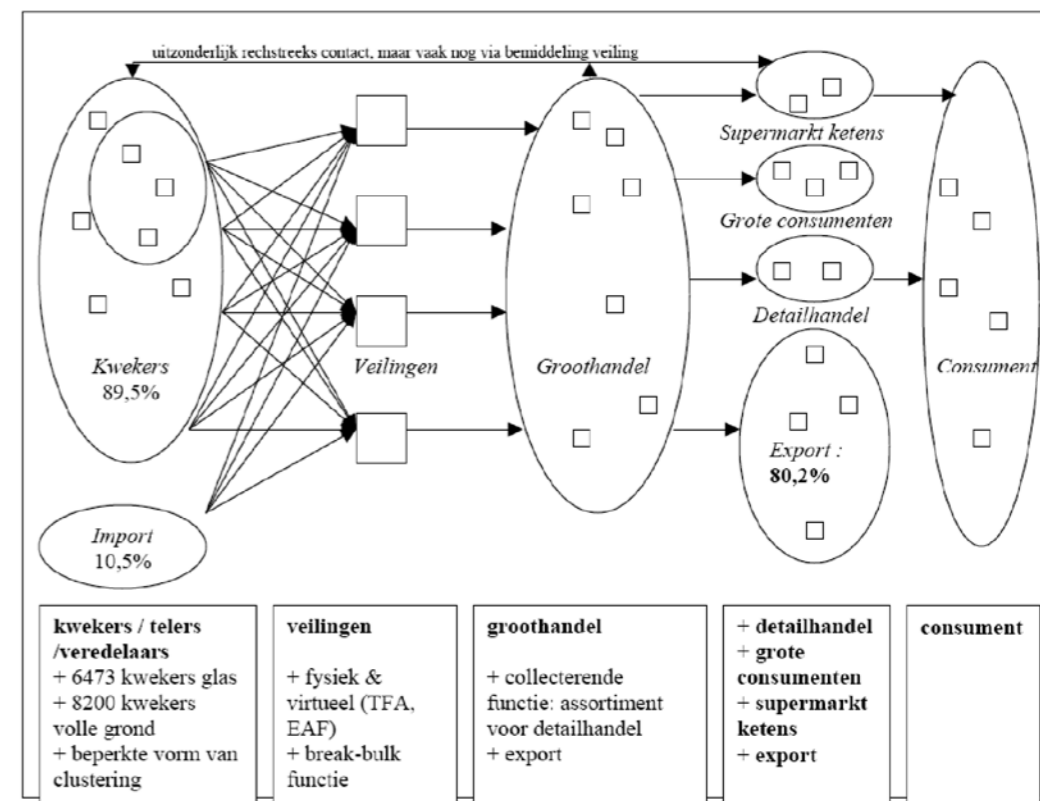 uitzonderlijk rechstreeks contact, maar vaak nog via bemiddeling veiling
Supermarkt ketens
Grote consumenten
Detailhandel
Kwekers
89,5%
Veilingen
Groothandel
Consument
Export :
80,2%
Import
10,5%
kwekers / telers
/veredelaars
+ 6473 kwekers glas
+ 8200 kwekers
volle grond
+ beperkte vorm van
clustering
veilingen
+ fysiek &
virtueel (TFA,
EAF)
+ break-bulk
functie
groothandel
+ collecterende
functie: assortiment
voor detailhandel
+ export
+ detailhandel
+ grote
consumenten
+ supermarkt
ketens
+ export
consument